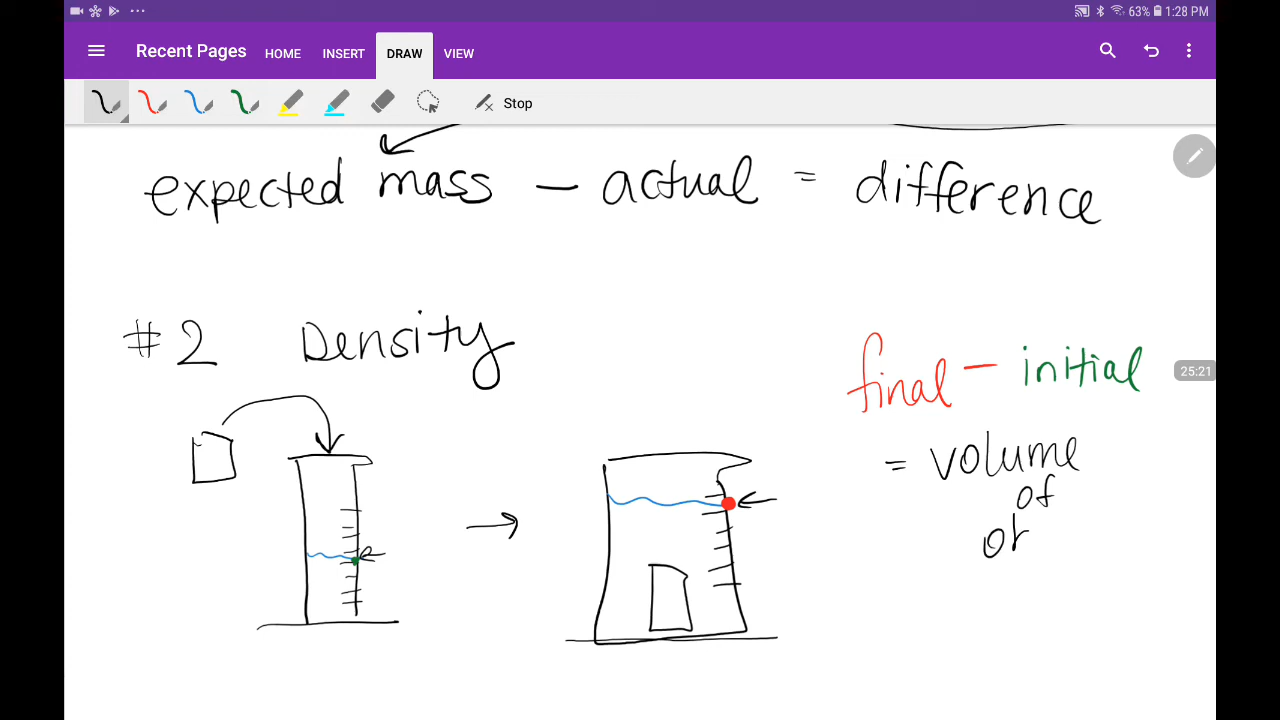 63% 1:28 PM
Recent Pages HOME INSERT DRAW VIEW
Stop
expected mass – actual = difference
#2 Density
final – initial
25:21
= volume
of